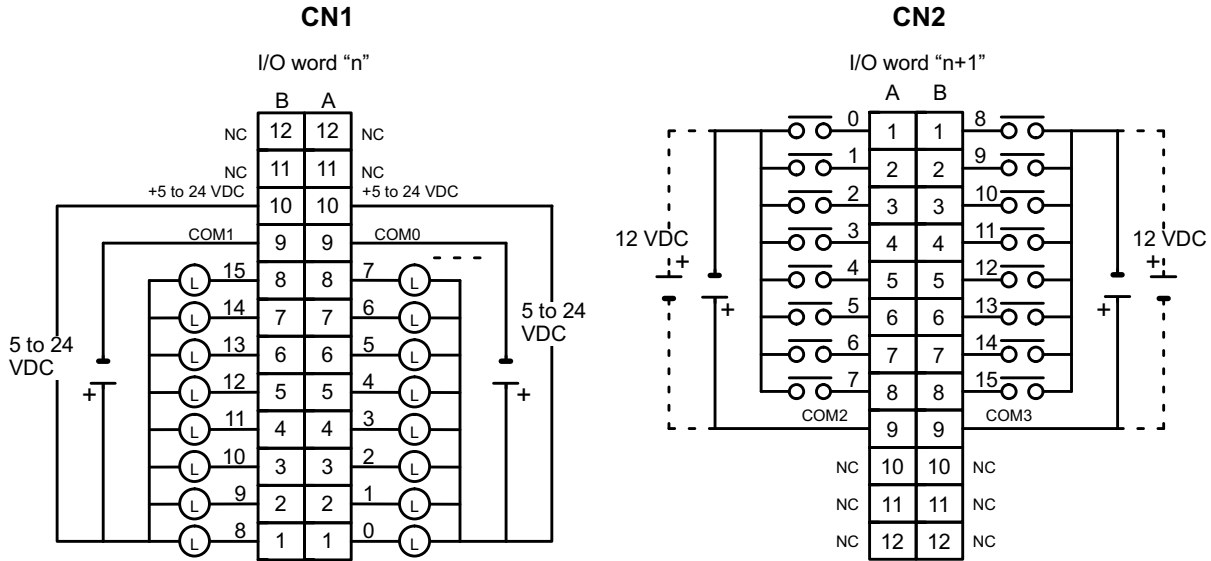 CN1
I/O word “n”
B A
NC 12 12 NC
NC 11 11 NC
+5 to 24 VDC 10 10 +5 to 24 VDC
COM1 9 9 COM0
L 15 8 8 7 L
L 14 7 7 6 L
L 13 6 6 5 L
L 12 5 5 4 L
L 11 4 4 3 L
L 10 3 3 2 L
L 9 2 2 1 L
L 8 1 1 0 L
5 to 24
VDC
+
5 to 24
VDC
+
CN2
I/O word “n+1”
A B
0 1 1 8
1 2 2 9
2 3 3 10
3 4 4 11
4 5 5 12
5 6 6 13
6 7 7 14
7 8 8 15
COM2 9 9 COM3
NC 10 10 NC
NC 11 11 NC
NC 12 12 NC
12 VDC
+
+
12 VDC
+
+